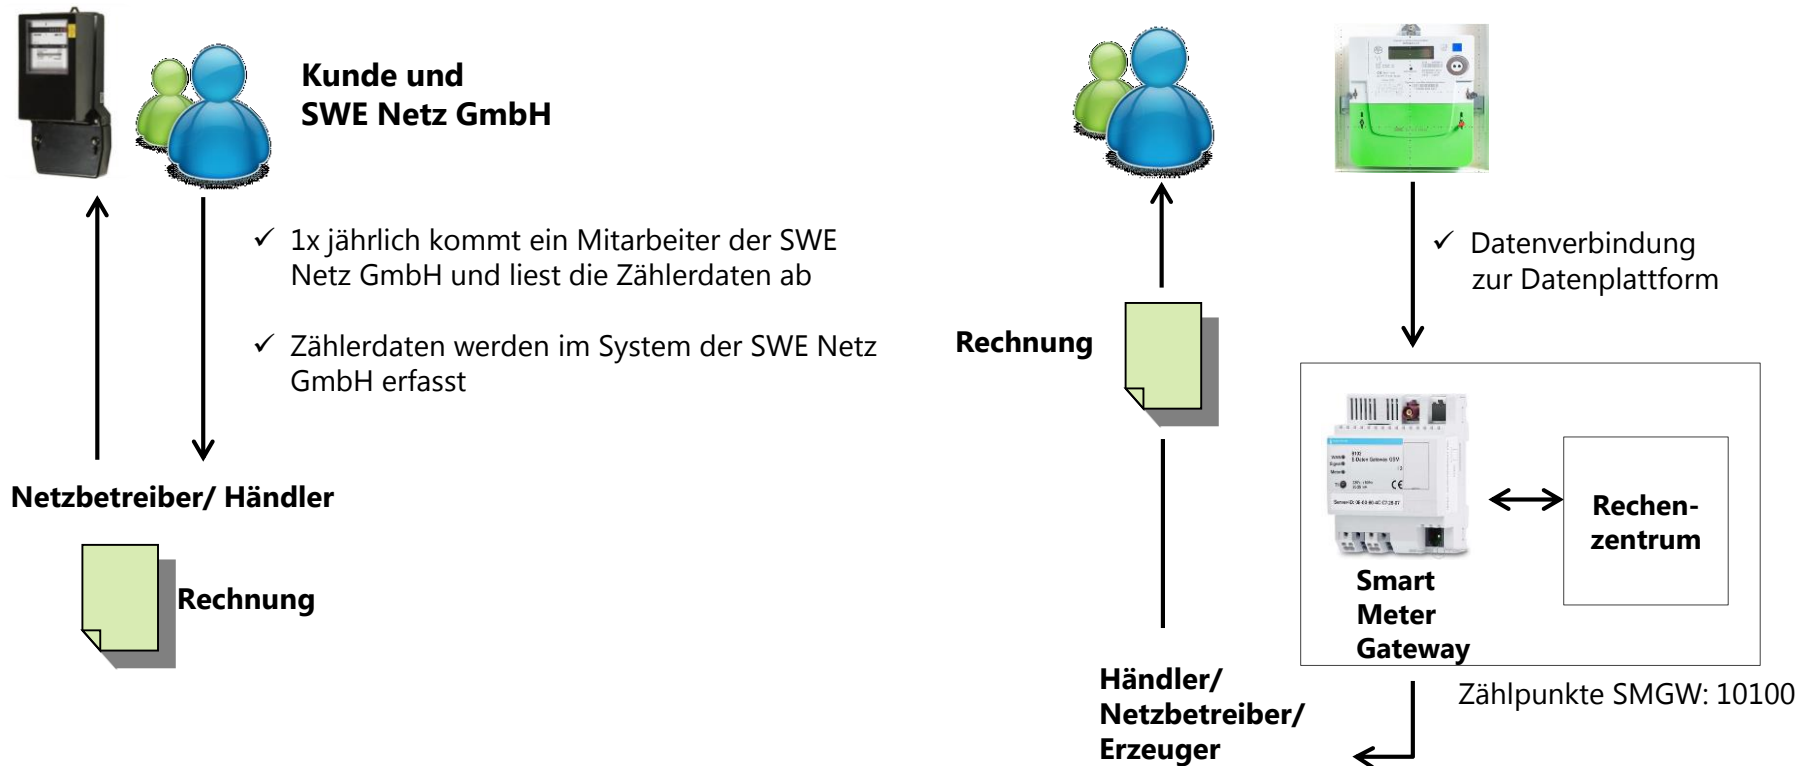 Kunde und
SWE Netz GmbH
✓ 1x jährlich kommt ein Mitarbeiter der SWE
Netz GmbH und liest die Zählerdaten ab
✓ Zählerdaten werden im System der SWE Netz
GmbH erfasst
Netzbetreiber/ Händler
Rechnung
✓ Datenverbindung
zur Datenplattform
Rechnung
Rechen-
zentrum
Smart
Meter
Gateway
Zählpunkte SMGW: 10100
Händler/
Netzbetreiber/
Erzeuger